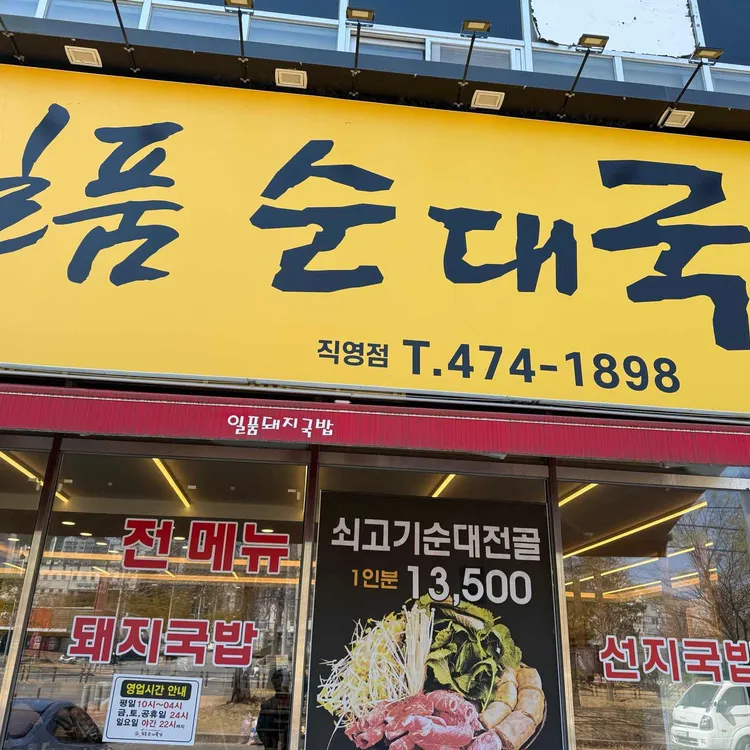 일품 순대국
직영점 T.474-1898
일품돼지국밥
전메뉴
돼지국밥
영업시간 안내
평일 10시~04시
금,토,공휴일 24시
일요일 야간 22시까지
쇠고기순대전골
1인분 13,500
선지국밥